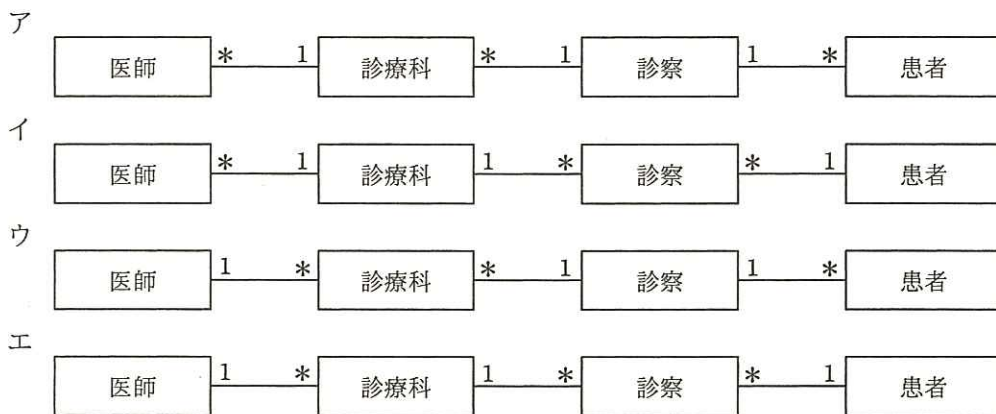 ア
医師 * 1 診療科 * 1 診察 1 * 患者
イ
医師 * 1 診療科 1 * 診察 * 1 患者
ウ
医師 1 * 診療科 * 1 診察 1 * 患者
エ
医師 1 * 診療科 1 * 診察 * 1 患者